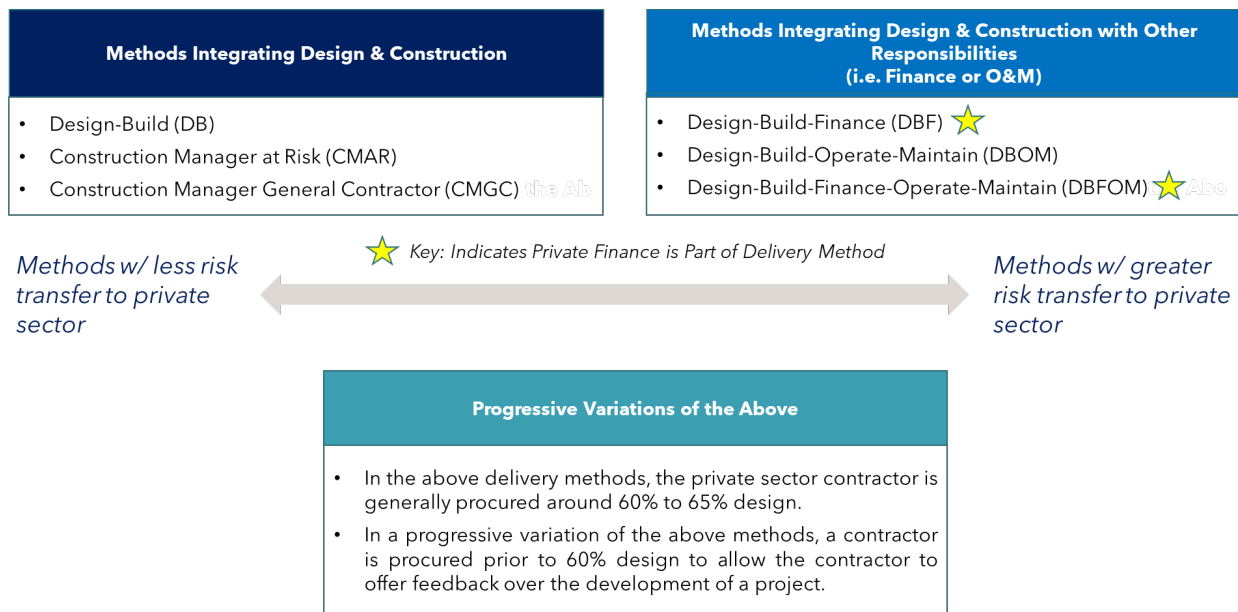 Methods Integrating Design & Construction
• Design-Build (DB)
• Construction Manager at Risk (CMAR)
• Construction Manager General Contractor (CMGC) the Ab
Methods Integrating Design & Construction with Other
Responsibilities
(i.e. Finance or O&M)
• Design-Build-Finance (DBF)
• Design-Build-Operate-Maintain (DBOM)
• Design-Build-Finance-Operate-Maintain (DBFOM) Abo
Key: Indicates Private Finance is Part of Delivery Method
Methods w/ less risk
transfer to private
sector
Methods w/ greater
risk transfer to private
sector
Progressive Variations of the Above
• In the above delivery methods, the private sector contractor is
generally procured around 60% to 65% design.
• In a progressive variation of the above methods, a contractor
is procured prior to 60% design to allow the contractor to
offer feedback over the development of a project.